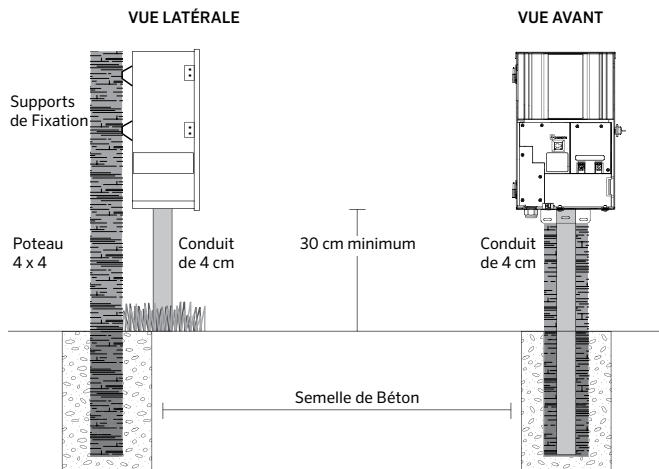 VUE LATÉRALE
VUE AVANT
Supports
de Fixation
Poteau
4 x 4
Conduit
de 4 cm
30 cm minimum
Conduit
de 4 cm
Semelle de Béton